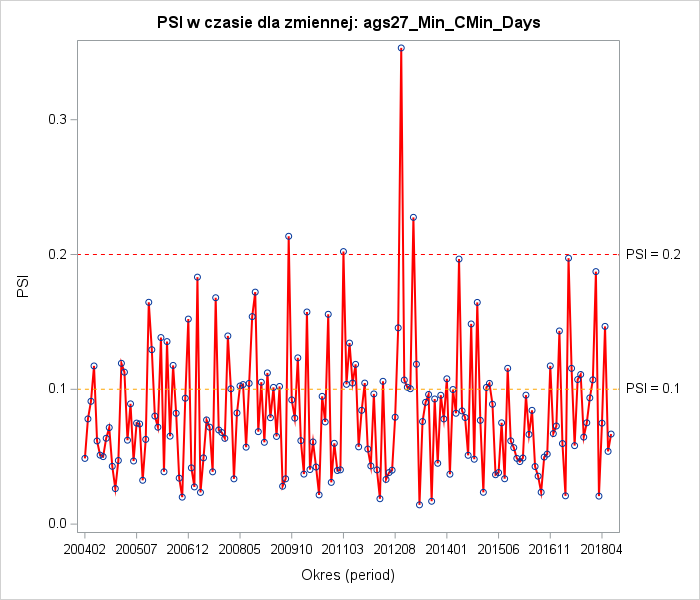 PSI w czasie dla zmiennej: ags27_Min_CMin_Days
0.3
0.2
PSI = 0.2
PSI
0.1
PSI = 0.1
0.0
200402 200507 200612 200805 200910 201103 201208 201401 201506 201611 201804
Okres (period)